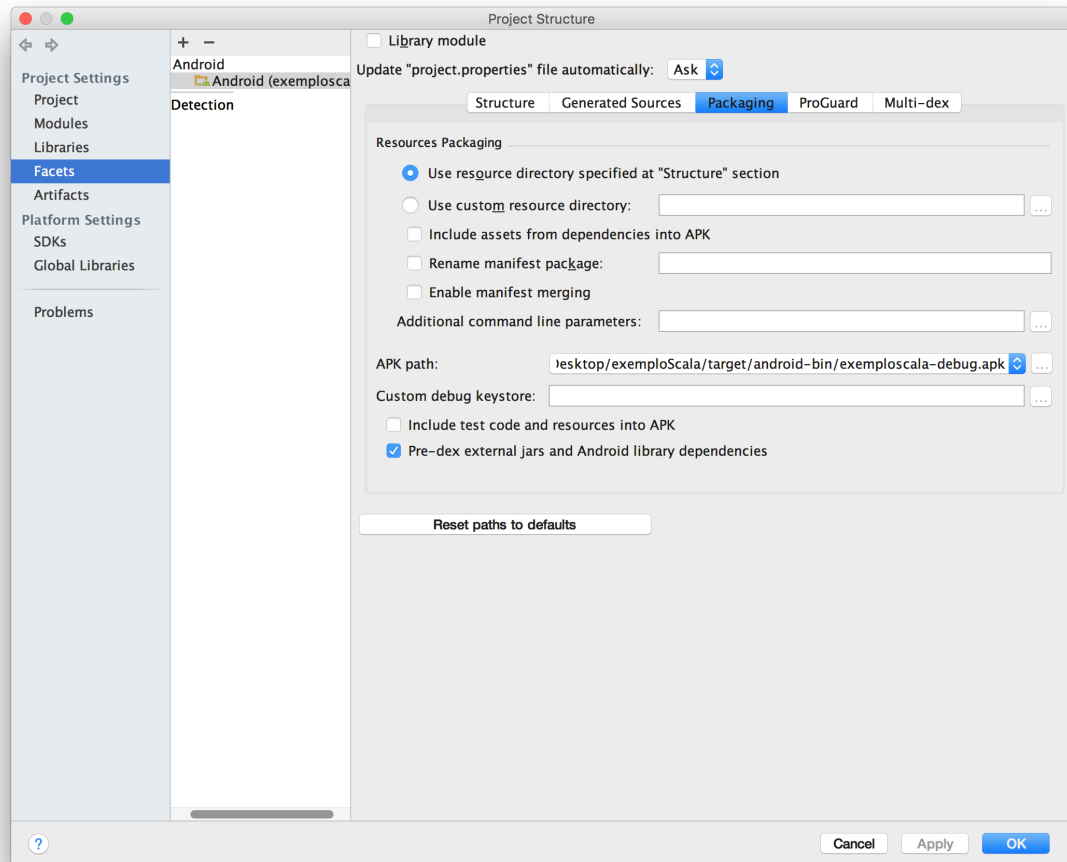 Project Structure
Project Settings
Project
Modules
Libraries
Facets
Artifacts
Platform Settings
SDKs
Global Libraries
Problems
+ −
Android
Android (exemplosca
Detection
Library module
Update "project.properties" file automatically: Ask
Structure Generated Sources Packaging ProGuard Multi-dex
Resources Packaging
Use resource directory specified at "Structure" section
Use custom resource directory: ...
Include assets from dependencies into APK
Rename manifest package:
Enable manifest merging
Additional command line parameters: ...
APK path: Desktop/exemploScala/target/android-bin/exemploscala-debug.apk ...
Custom debug keystore: ...
Include test code and resources into APK
Pre-dex external jars and Android library dependencies
Reset paths to defaults
? Cancel Apply OK